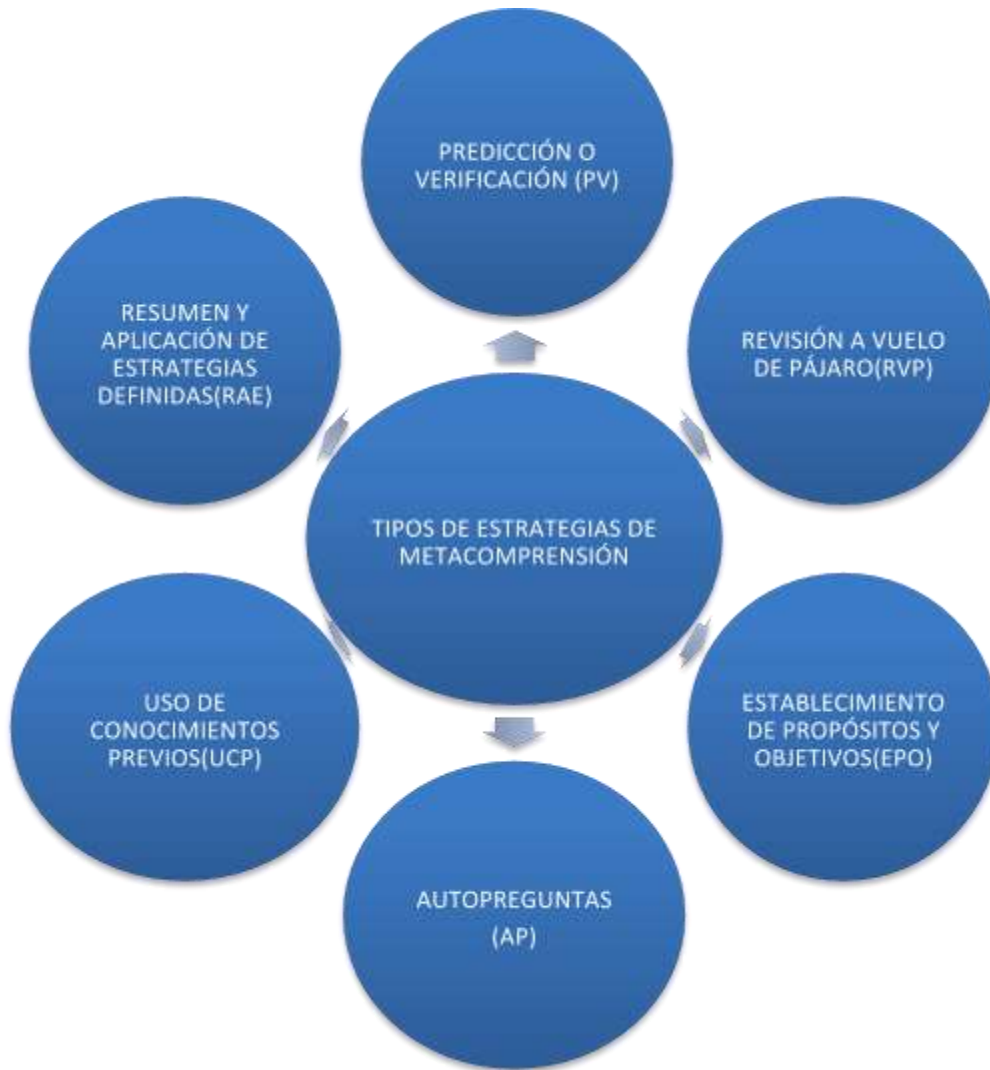 PREDICCIÓN O
VERIFICACIÓN (PV)
REVISIÓN A VUELO
DE PÁJARO(RVP)
ESTABLECIMIENTO
DE PROPÓSITOS Y
OBJETIVOS(EPO)
AUTOPREGUNTAS
(AP)
USO DE
CONOCIMIENTOS
PREVIOS(UCP)
RESUMEN Y
APLICACIÓN DE
ESTRATEGIAS
DEFINIDAS(RAE)
TIPOS DE ESTRATEGIAS DE
METACOMPRENSIÓN